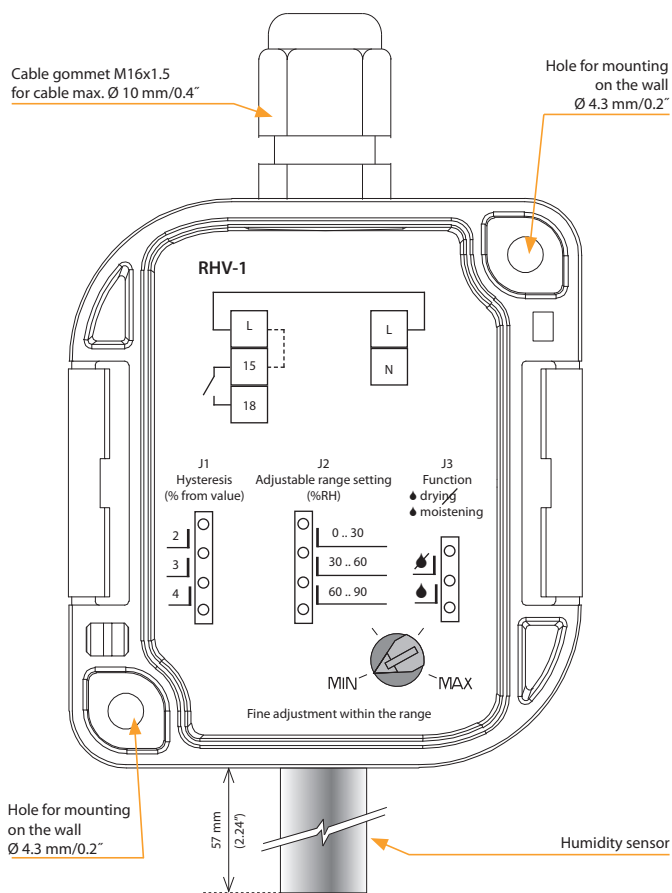 Cable gommet M16x1.5
for cable max. Ø 10 mm/0.4˝
Hole for mounting
on the wall
Ø 4.3 mm/0.2˝
RHV-1
L
15
18
L
N
J1
Hysteresis
(% from value)
2
3
4
J2
Adjustable range setting
(%RH)
0 .. 30
30 .. 60
60 .. 90
J3
Function
drying
moistening
MIN
MAX
Fine adjustment within the range
Hole for mounting
on the wall
Ø 4.3 mm/0.2˝
57 mm
(2.24")
Humidity sensor